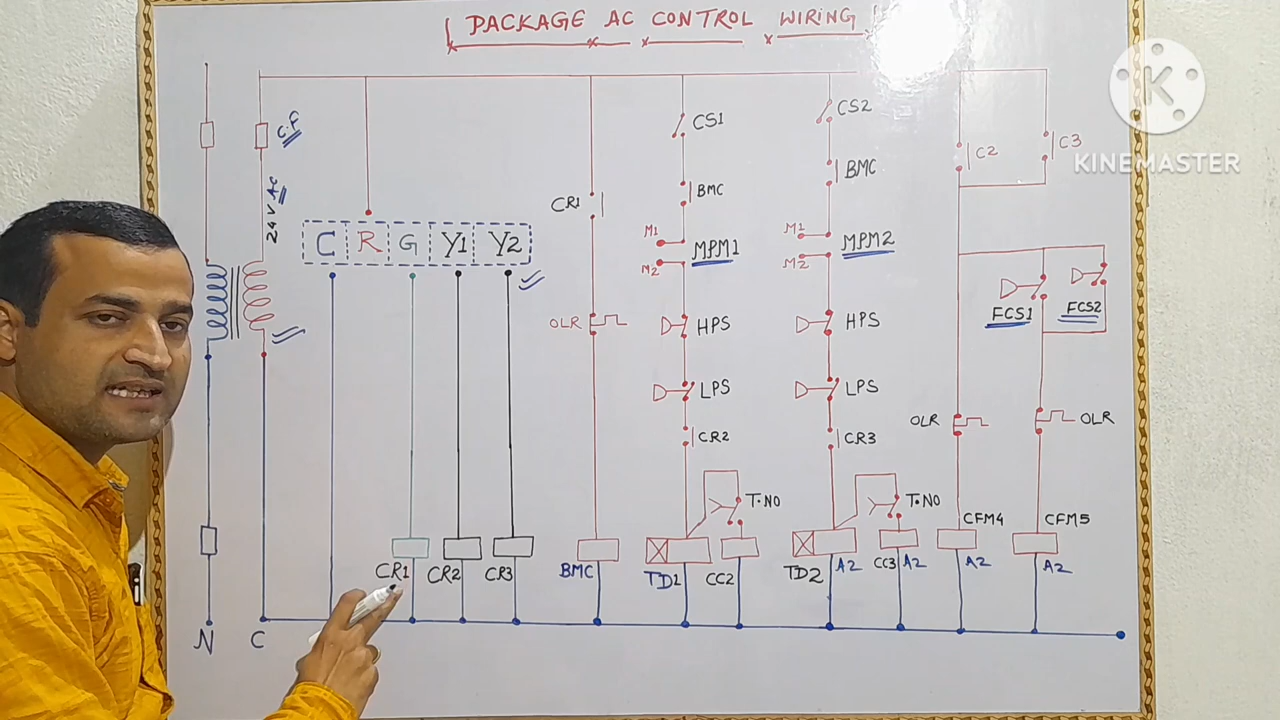 PACKAGE AC CONTROL WIRING
K
KINEMASTER
C.F
24V AC
C R G Y1 Y2
CR1
OLR
CS1
BMC
M1
M2
MPM1
HPS
LPS
CR2
T.NO
CS2
BMC
M1
M2
MPM2
HPS
LPS
CR3
T.NO
C2
C3
FCS1
FCS2
OLR
OLR
CFM4
CFM5
CR1 CR2 CR3
BMC
TD1
CC2
TD2
A2
CC3
A2
A2
A2
N C